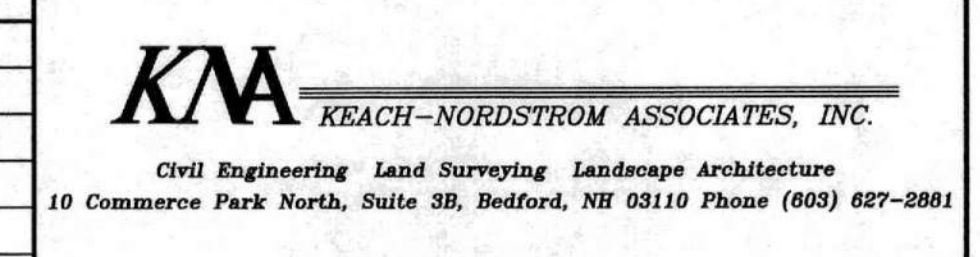 KNA
KEACH-NORDSTROM ASSOCIATES, INC.
Civil Engineering Land Surveying Landscape Architecture
10 Commerce Park North, Suite 3B, Bedford, NH 03110 Phone (603) 627-2881